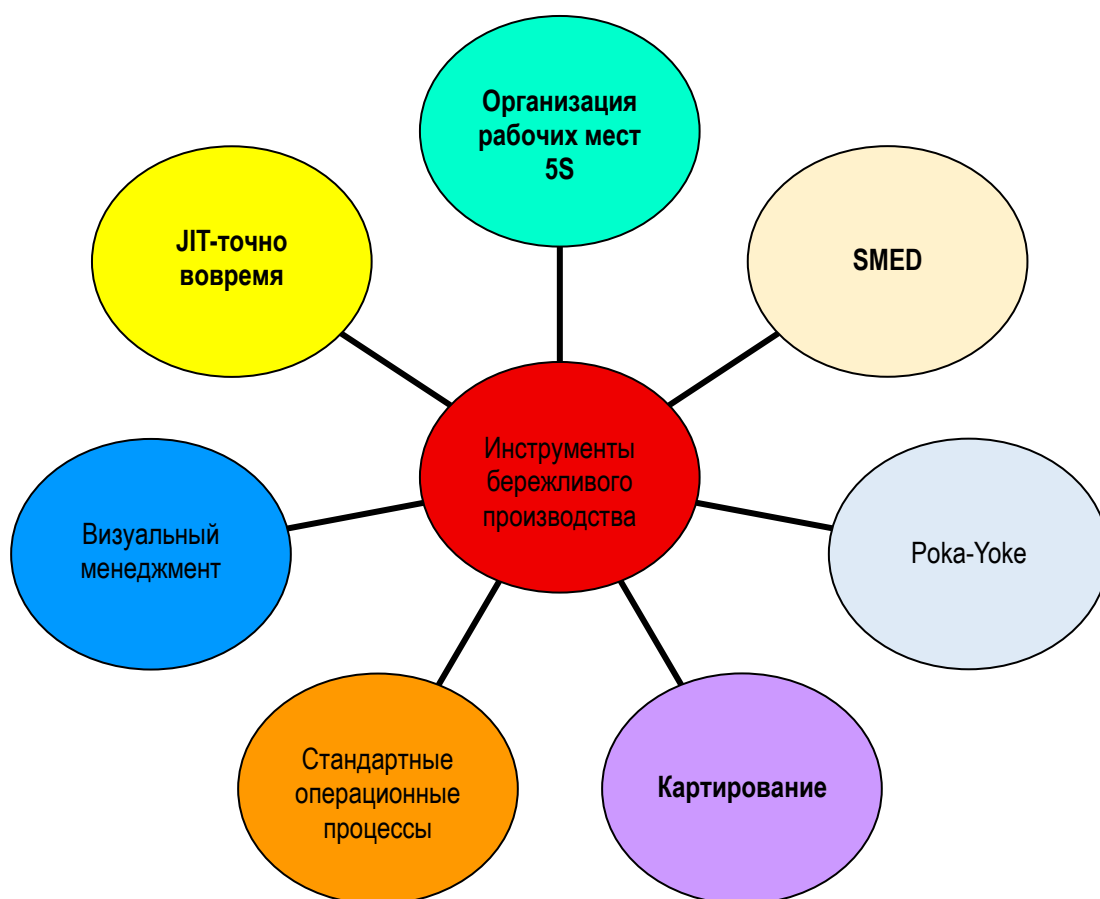 Организация
рабочих мест
5S
JIT-точно
вовремя
SMED
Инструменты
бережливого
производства
Визуальный
менеджмент
Poka-Yoke
Стандартные
операционные
процессы
Картирование